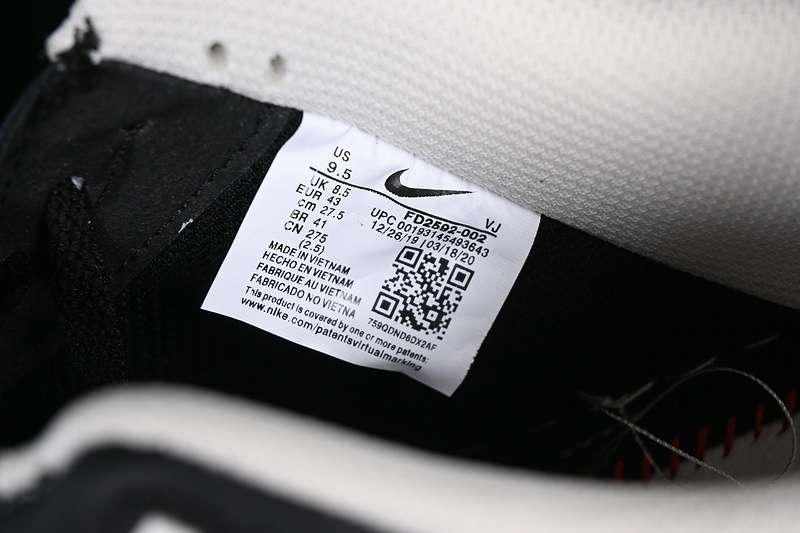 US
9.5
UK 8.5
EUR 43
cm 27.5
BR 41
CN 275
(2.5)
FD2592-002 VJ
UPC 00193145493643
12/26/19 | 03/18/20
MADE IN VIETNAM
HECHO EN VIETNAM
FABRIQUE AU VIETNAM
FABRICADO NO VIETNA
759QDND6DX2AF
This product is covered by one or more patents:
www.nike.com/patentsvirtualmarking